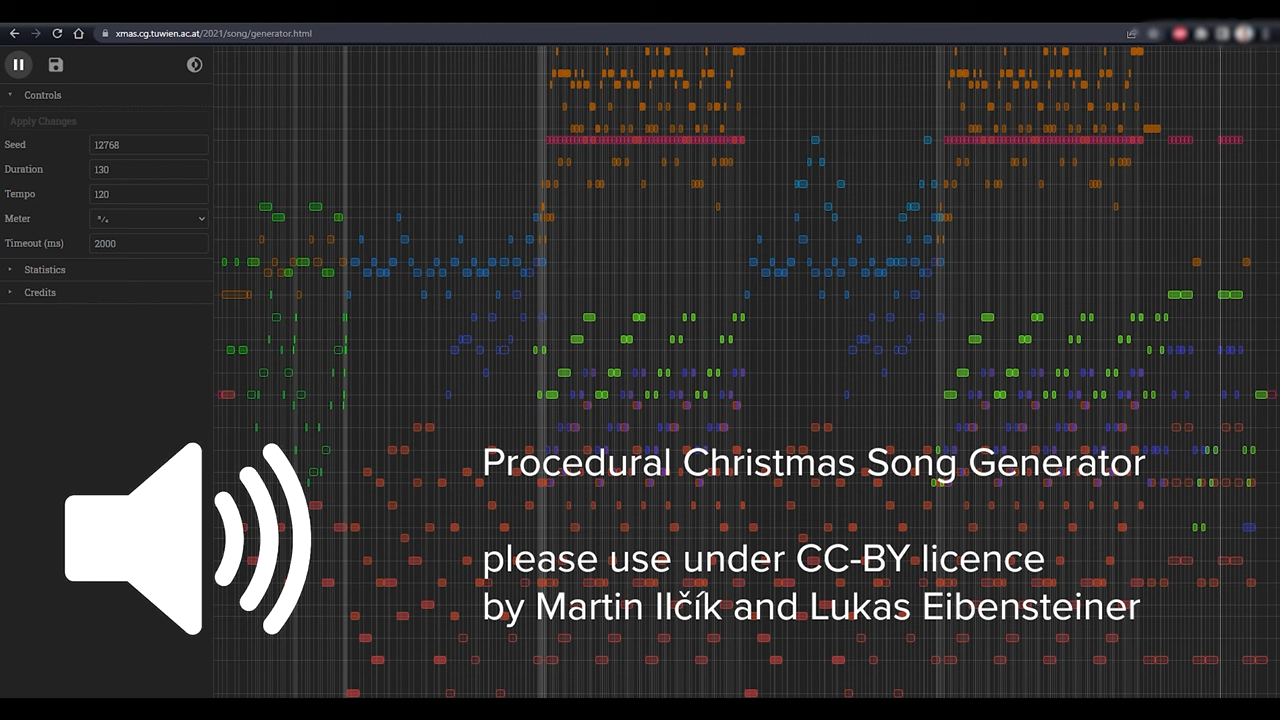 xmas.cg.tuwien.ac.at/2021/song/generator.html
Controls
Apply Changes
Seed 12768
Duration 130
Tempo 120
Meter
Timeout (ms) 2000
Statistics
Credits
Procedural Christmas Song Generator
please use under CC-BY licence
by Martin Ilčík and Lukas Eibensteiner